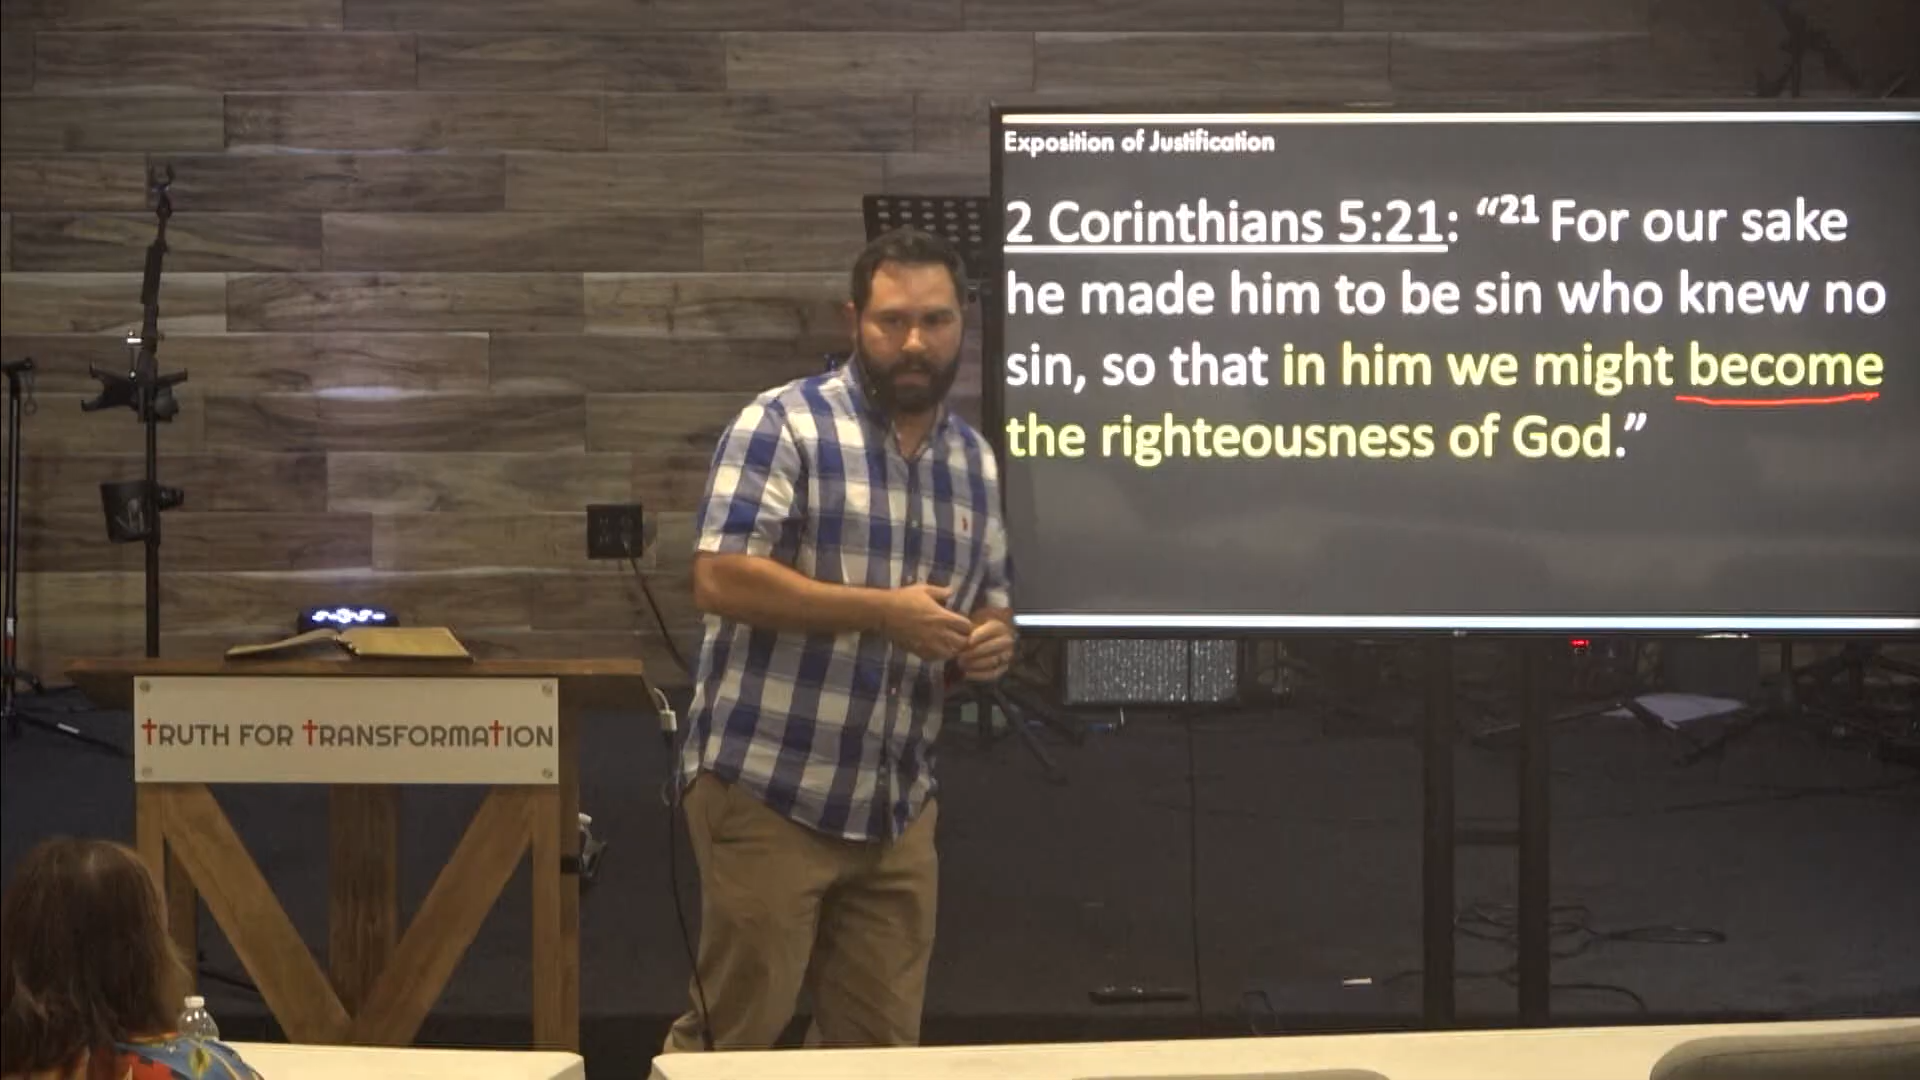 Exposition of Justification
2 Corinthians 5:21: “²¹ For our sake
he made him to be sin who knew no
sin, so that in him we might become
the righteousness of God.”
TRUTH FOR TRANSFORMATION